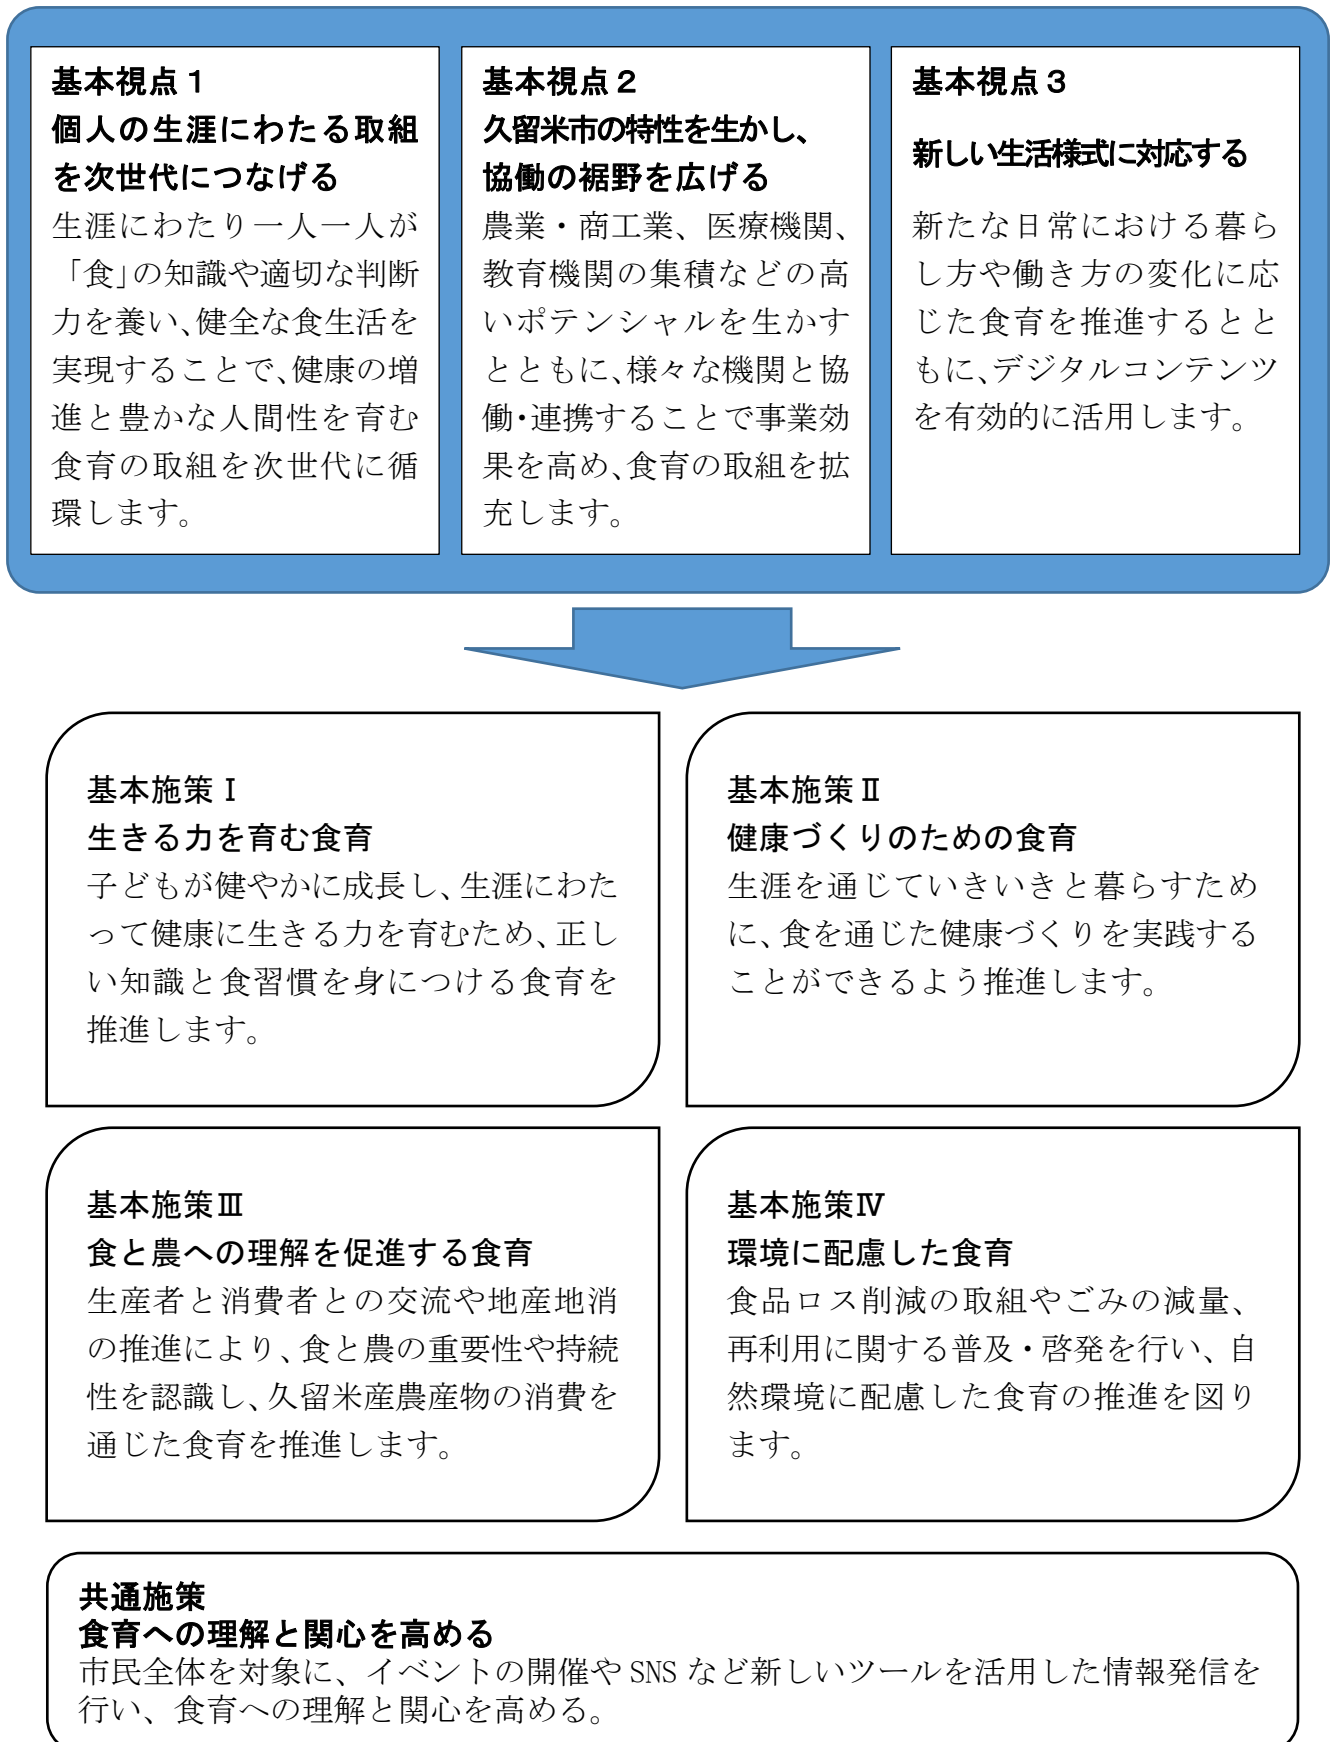 基本視点１
個人の生涯にわたる取組
を次世代につなげる
生涯にわたり一人一人が
「食」の知識や適切な判断
力を養い、健全な食生活を
実現することで、健康の増
進と豊かな人間性を育む
食育の取組を次世代に循
環します。
基本視点２
久留米市の特性を生かし、
協働の裾野を広げる
農業・商工業、医療機関、
教育機関の集積などの高
いポテンシャルを生かす
とともに、様々な機関と協
働・連携することで事業効
果を高め、食育の取組を拡
充します。
基本視点３
新しい生活様式に対応する
新たな日常における暮ら
し方や働き方の変化に応
じた食育を推進するとと
もに、デジタルコンテンツ
を有効的に活用します。
基本施策Ⅰ
生きる力を育む食育
子どもが健やかに成長し、生涯にわた
って健康に生きる力を育むため、正し
い知識と食習慣を身につける食育を
推進します。
基本施策Ⅱ
健康づくりのための食育
生涯を通じていきいきと暮らすため
に、食を通じた健康づくりを実践する
ことができるよう推進します。
基本施策Ⅲ
食と農への理解を促進する食育
生産者と消費者との交流や地産地消
の推進により、食と農の重要性や持続
性を認識し、久留米産農産物の消費を
通じた食育を推進します。
基本施策Ⅳ
環境に配慮した食育
食品ロス削減の取組やごみの減量、
再利用に関する普及・啓発を行い、自
然環境に配慮した食育の推進を図り
ます。
共通施策
食育への理解と関心を高める
市民全体を対象に、イベントの開催や SNS など新しいツールを活用した情報発信を
行い、食育への理解と関心を高める。